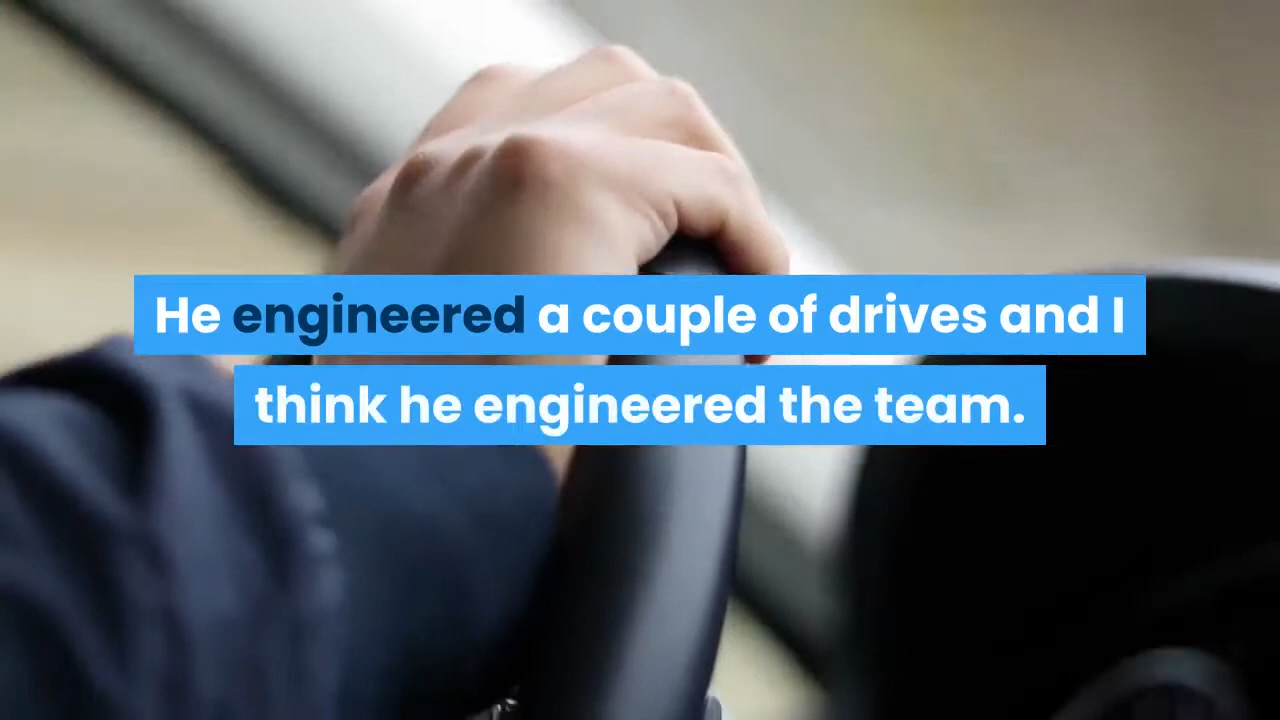 He engineered a couple of drives and I
think he engineered the team.